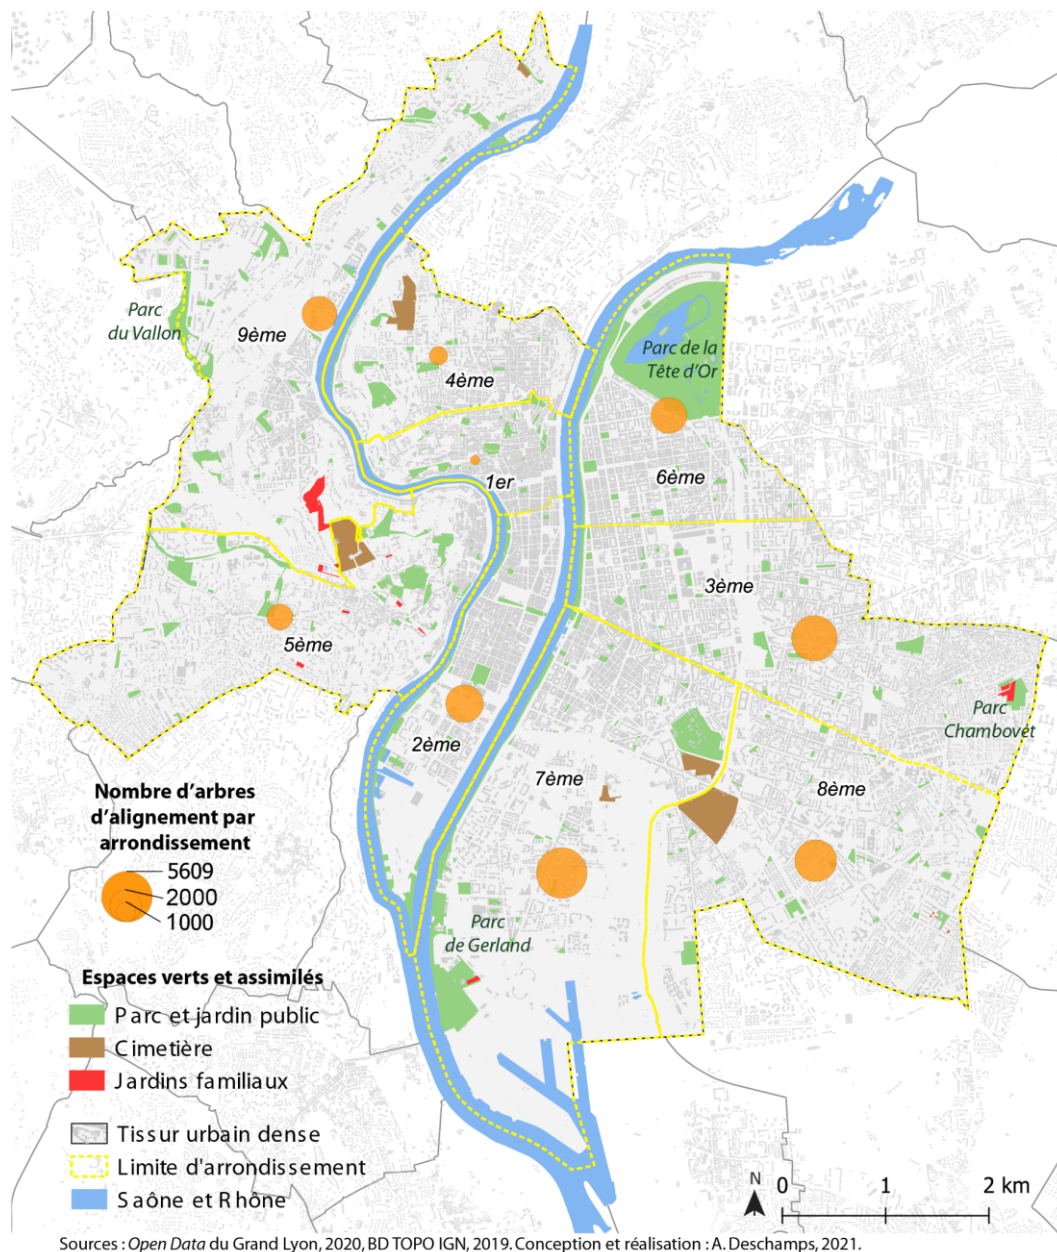 Parc
du Vallon
9ème
4ème
Parc de la
Tête d'Or
1er
6ème
3ème
5ème
Parc
Chambovet
2ème
7ème
8ème
Nombre d'arbres
d'alignement par
arrondissement
5609
2000
1000
Parc
de Gerland
Espaces verts et assimilés
Parc et jardin public
Cimetière
Jardins familiaux
Tissur urbain dense
Limite d'arrondissement
Saône et Rhône
N
0 1 2 km
Sources : Open Data du Grand Lyon, 2020, BD TOPO IGN, 2019. Conception et réalisation : A. Deschamps, 2021.